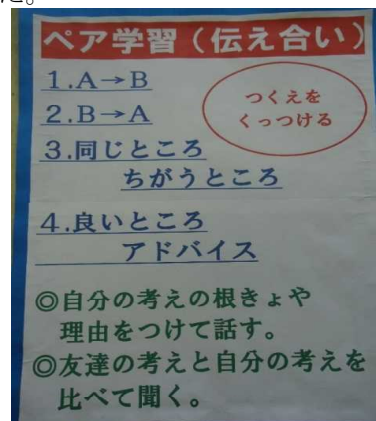 た。
ペア学習（伝え合い）
1.A→B
2.B→A
つくえを
くっつける
3.同じところ
ちがうところ
4.良いところ
アドバイス
◎自分の考えの根きょや
理由をつけて話す。
◎友達の考えと自分の考えを
比べて聞く。